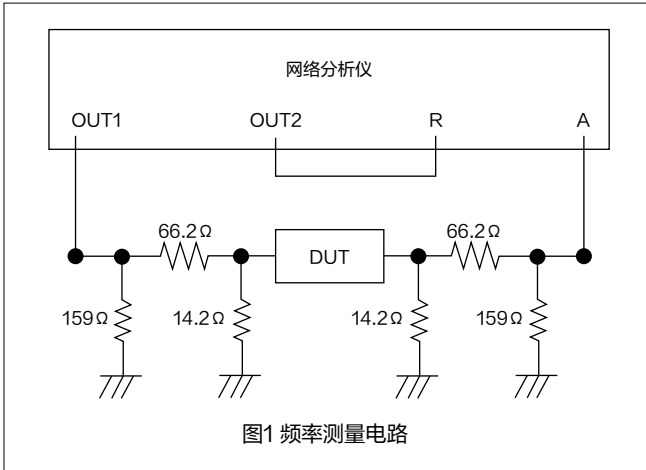 网络分析仪
OUT1 OUT2 R A
66.2Ω 66.2Ω
DUT
159Ω 14.2Ω 14.2Ω 159Ω
图1 频率测量电路